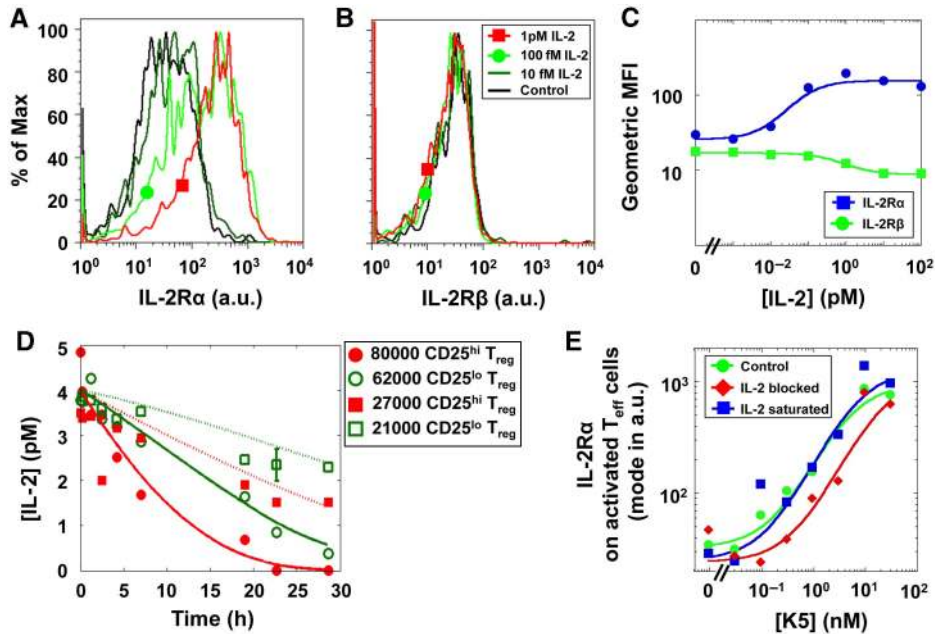 A
% of Max
100
80
60
40
20
0
10⁰ 10¹ 10² 10³ 10⁴
IL-2Rα (a.u.)
B
1pM IL-2
100 fM IL-2
10 fM IL-2
Control
10⁰ 10¹ 10² 10³ 10⁴
IL-2Rβ (a.u.)
C
Geometric MFI
100
10
IL-2Rα
IL-2Rβ
0 10⁻² 10⁰ 10²
[IL-2] (pM)
D
[IL-2] (pM)
5
4
3
2
1
0
0 5 10 15 20 25 30
Time (h)
80000 CD25ʰⁱ Treg
62000 CD25ˡᵒ Treg
27000 CD25ʰⁱ Treg
21000 CD25ˡᵒ Treg
E
IL-2Rα
on activated Teff cells
(mode in a.u.)
Control
IL-2 blocked
IL-2 saturated
10³
10²
0 10⁻¹ 10⁰ 10¹
[K5] (nM)